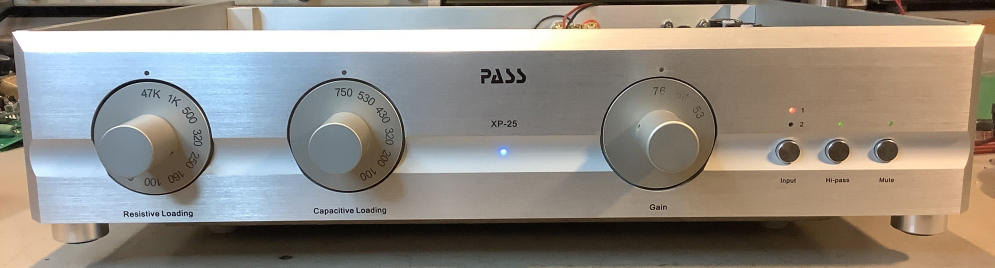 PASS
XP-25
47K 1K 500 320 250 160 100
Resistive Loading
750 530 430 320 200 100
Capacitive Loading
76 53
Gain
1
2
Input
Hi-pass
Mute